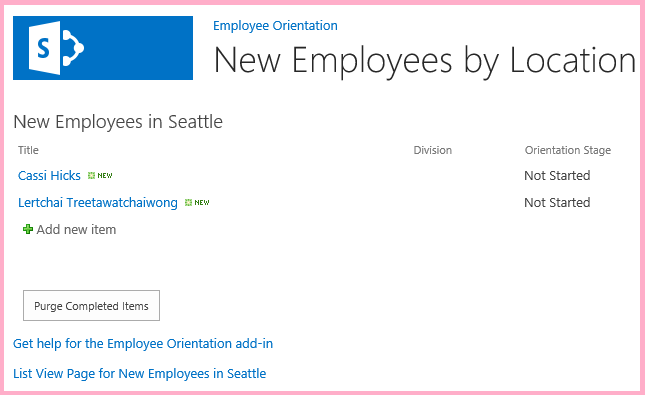 S
Employee Orientation
New Employees by Location
New Employees in Seattle
Title Division Orientation Stage
Cassi Hicks NEW Not Started
Lertchai Treetawatchaiwong NEW Not Started
Add new item
Purge Completed Items
Get help for the Employee Orientation add-in
List View Page for New Employees in Seattle